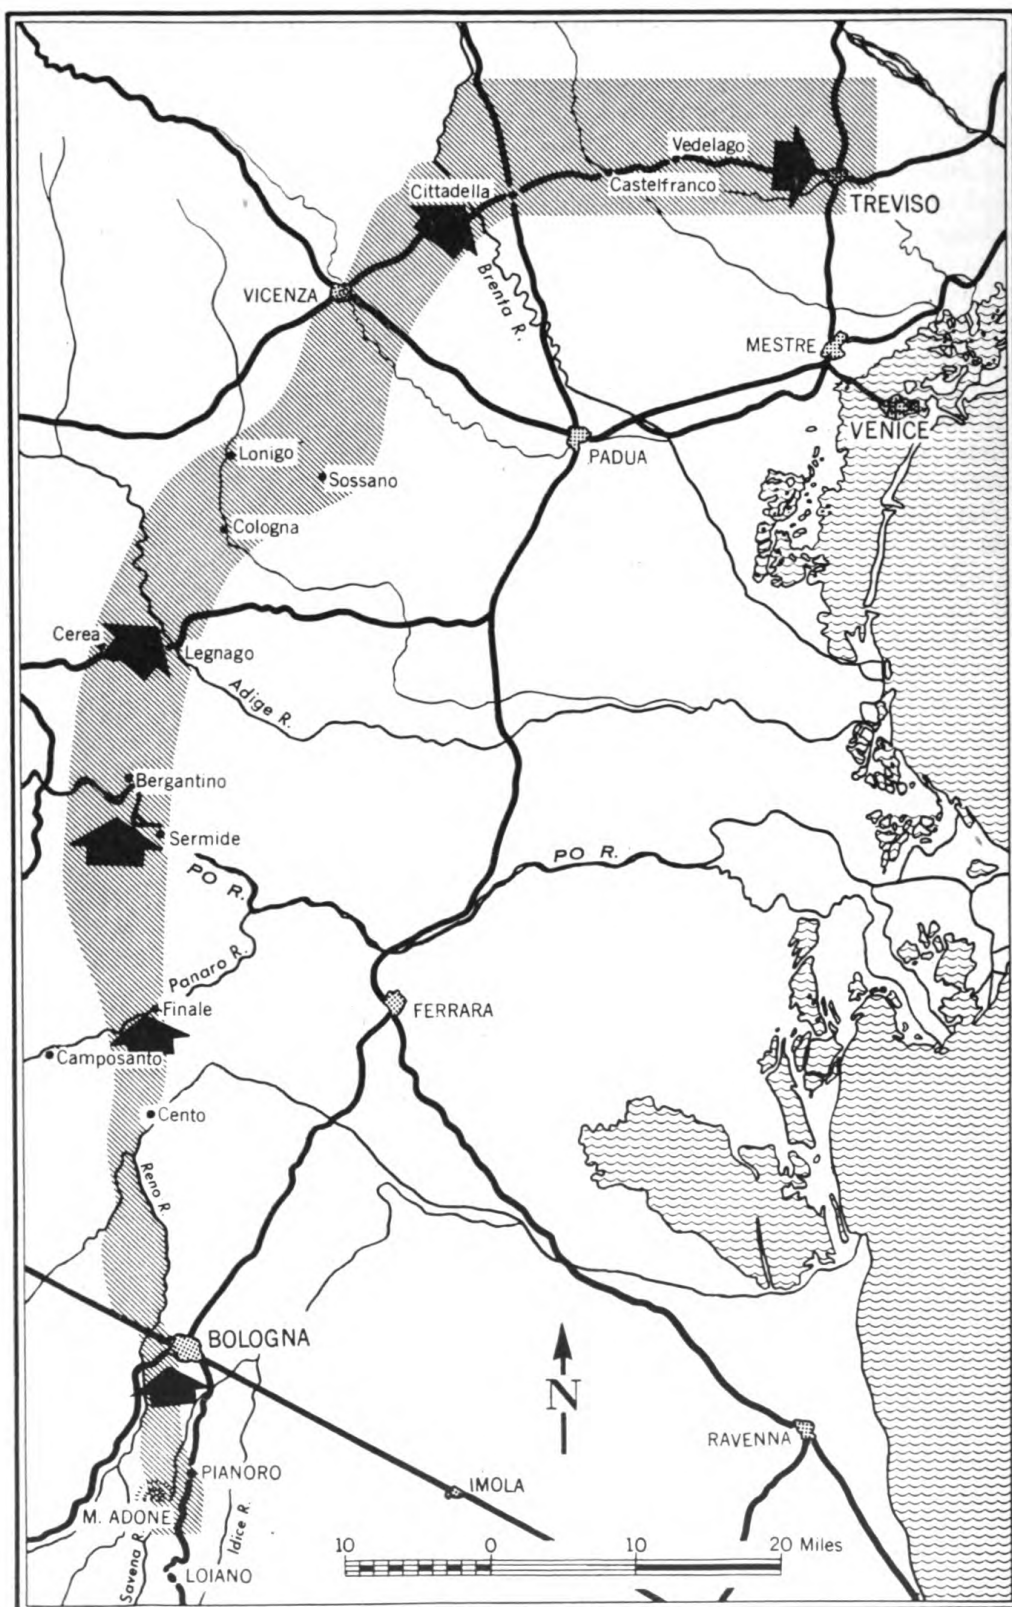 Vedelago
Cittadella
Castelfranco
TREVISO
Brenta R.
VICENZA
MESTRE
VENICE
PADUA
Lonigo
Sossano
Cologna
Cerea
Legnago
Adige R.
Bergantino
Sermide
PO R.
PO R.
Panaro R.
Finale
FERRARA
Camposanto
Cento
Reno R.
BOLOGNA
N
RAVENNA
PIANORO
IMOLA
M. ADONE
Idice R.
Savena R.
LOIANO
10 0 10 20 Miles